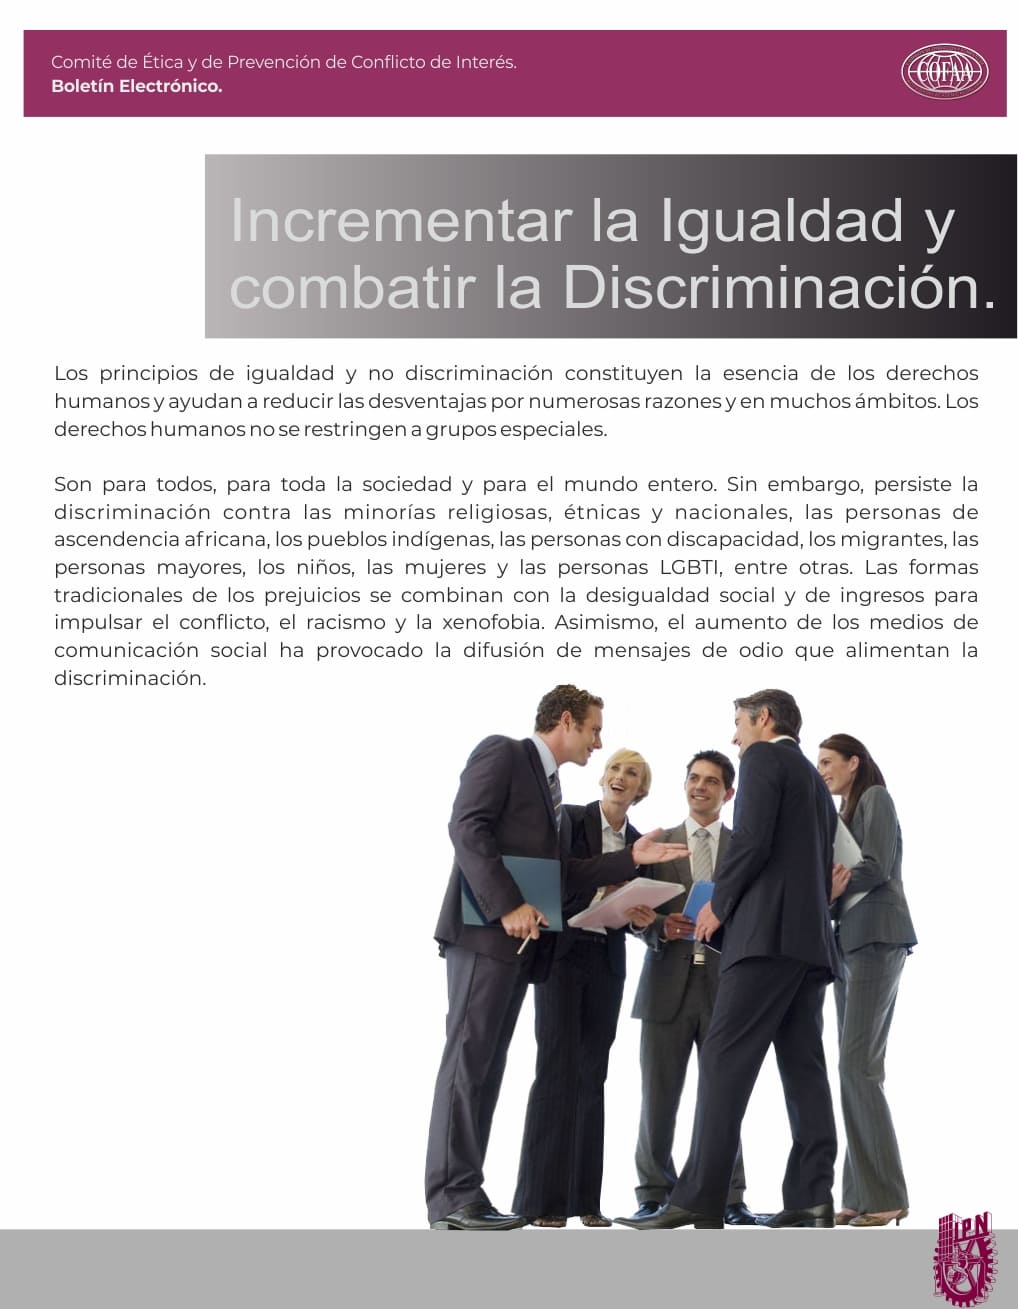 Comité de Ética y de Prevención de Conflicto de Interés.
Boletín Electrónico.
COFAA
Incrementar la Igualdad y
combatir la Discriminación.
Los principios de igualdad y no discriminación constituyen la esencia de los derechos
humanos y ayudan a reducir las desventajas por numerosas razones y en muchos ámbitos. Los
derechos humanos no se restringen a grupos especiales.
Son para todos, para toda la sociedad y para el mundo entero. Sin embargo, persiste la
discriminación contra las minorías religiosas, étnicas y nacionales, las personas de
ascendencia africana, los pueblos indígenas, las personas con discapacidad, los migrantes, las
personas mayores, los niños, las mujeres y las personas LGBTI, entre otras. Las formas
tradicionales de los prejuicios se combinan con la desigualdad social y de ingresos para
impulsar el conflicto, el racismo y la xenofobia. Asimismo, el aumento de los medios de
comunicación social ha provocado la difusión de mensajes de odio que alimentan la
discriminación.
IPN